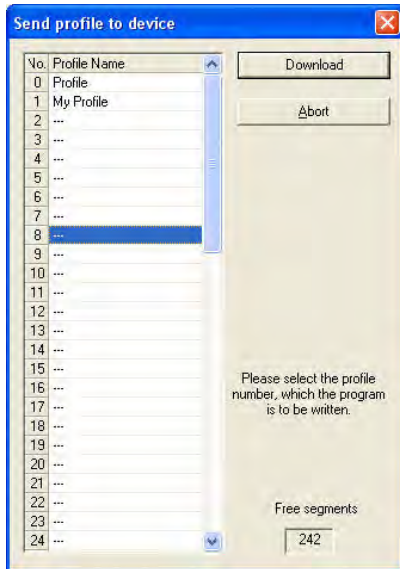 Send profile to device
No. Profile Name
0 Profile
1 My Profile
2 ---
3 ---
4 ---
5 ---
6 ---
7 ---
8 ---
9 ---
10 ---
11 ---
12 ---
13 ---
14 ---
15 ---
16 ---
17 ---
18 ---
19 ---
20 ---
21 ---
22 ---
23 ---
24 ---
Download
Abort
Please select the profile
number, which the program
is to be written.
Free segments
242